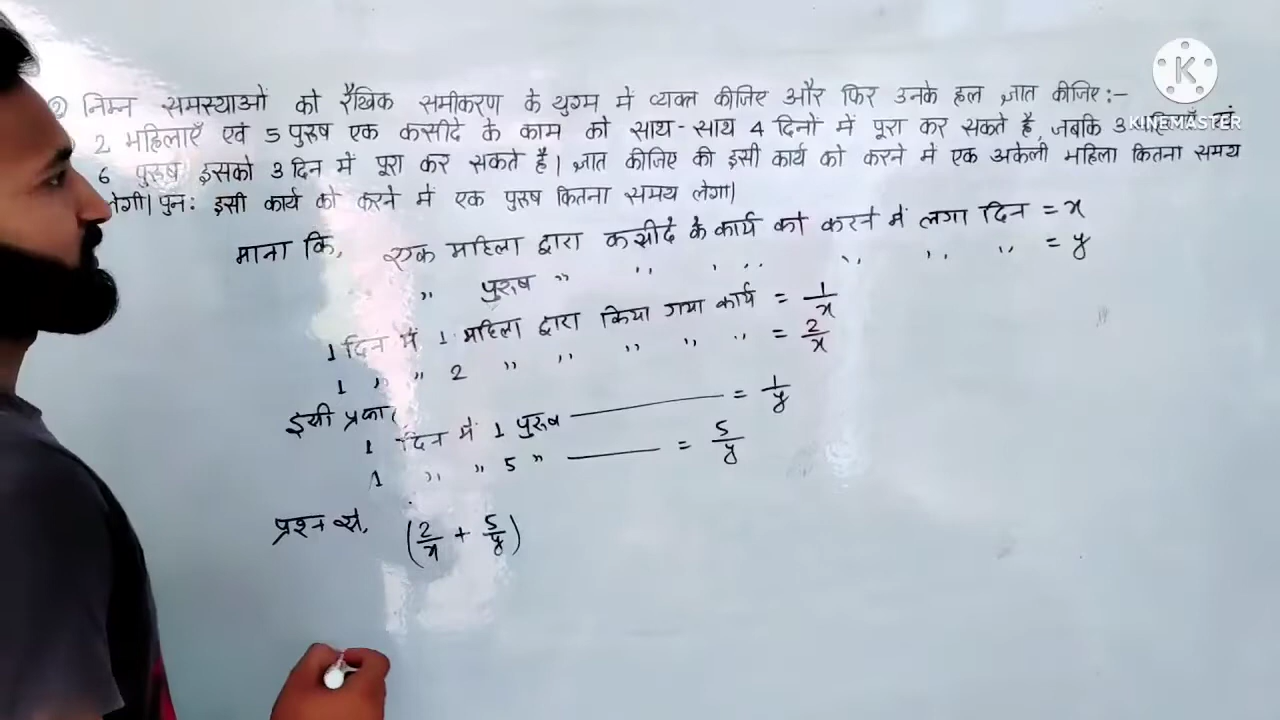 ② निम्न समस्याओं को रैखिक समीकरण के युग्म में व्यक्त कीजिए और फिर उनके हल ज्ञात कीजिए :-
2 महिलाएँ एवं 5 पुरूष एक कसीदे के काम को साथ-साथ 4 दिनों में पूरा कर सकते है, जबकि 3 महिलाएँ एवं
6 पुरूष इसको 3 दिन में पूरा कर सकते है। ज्ञात कीजिए की इसी कार्य को करने में एक अकेली महिला कितना समय
लेगी। पुन: इसी कार्य को करने में एक पुरूष कितना समय लेगा।
माना कि, एक महिला द्वारा कसीदे के कार्य को करने में लगा दिन = x
" पुरूष " " " " " " " = y
1 दिन में 1 महिला द्वारा किया गया कार्य = 1/x
1 " " 2 " " " " " = 2/x
इसी प्रकार
1 दिन में 1 पुरूष ——— = 1/y
1 " " 5 " ——— = 5/y
प्रश्न से, (2/x + 5/y)
K
KINEMASTER